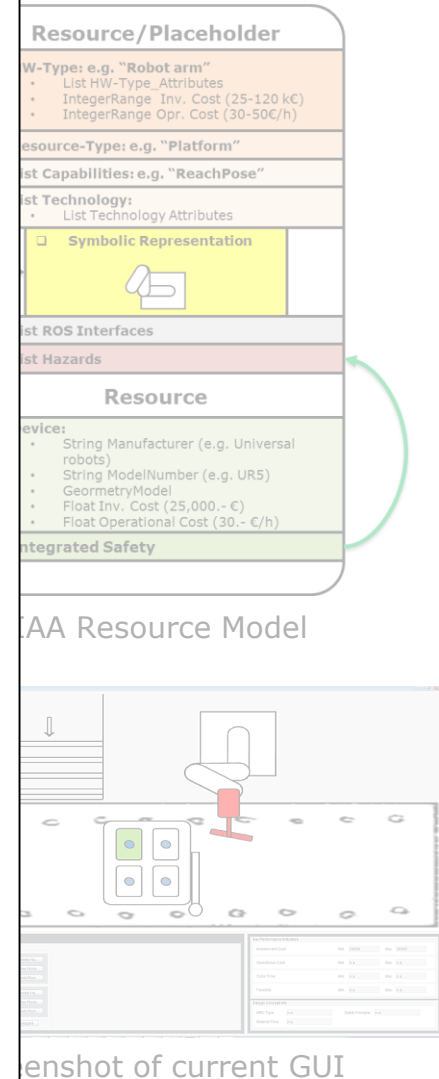 Resource/Placeholder
W-Type: e.g. “Robot arm”
• List HW-Type_Attributes
• IntegerRange Inv. Cost (25-120 k€)
• IntegerRange Opr. Cost (30-50€/h)
esource-Type: e.g. “Platform”
ist Capabilities: e.g. “ReachPose”
ist Technology:
• List Technology Attributes
❑ Symbolic Representation
ist ROS Interfaces
ist Hazards
Resource
evice:
• String Manufacturer (e.g. Universal
robots)
• String ModelNumber (e.g. UR5)
• GeormetryModel
• Float Inv. Cost (25,000.- €)
• Float Operational Cost (30.- €/h)
ntegrated Safety
IAA Resource Model
eenshot of current GUI